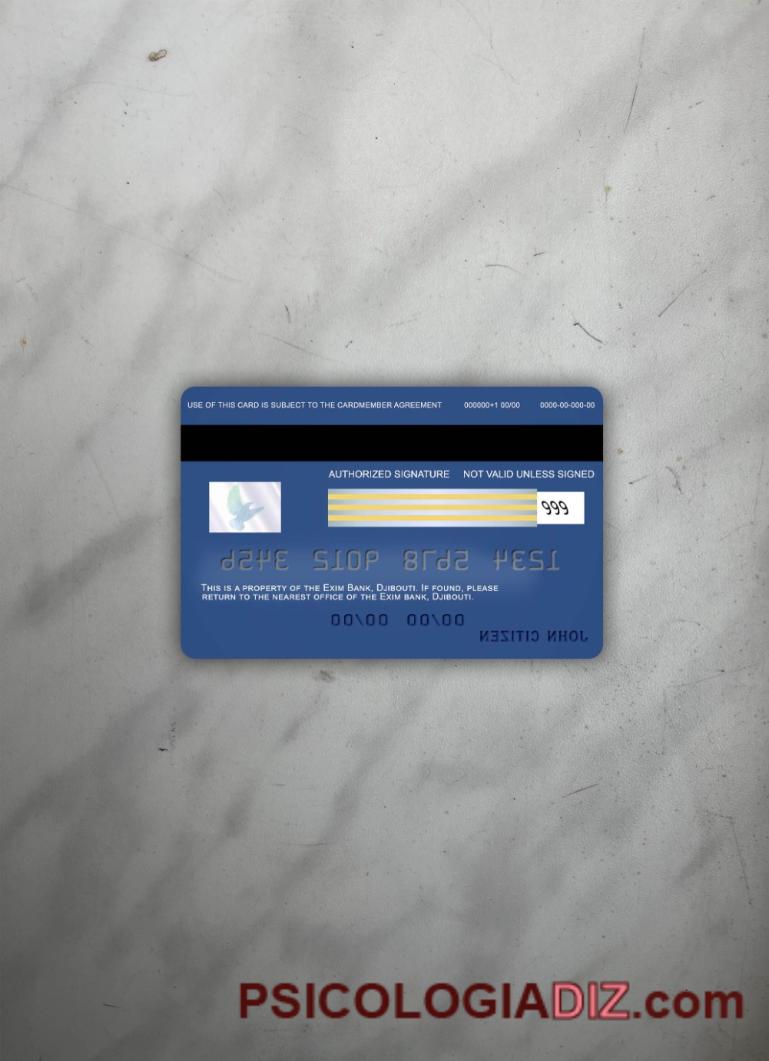 USE OF THIS CARD IS SUBJECT TO THE CARDMEMBER AGREEMENT 000000+1 00/00 0000-00-000-00
AUTHORIZED SIGNATURE NOT VALID UNLESS SIGNED
999
1234 5678 9012 3456
THIS IS A PROPERTY OF THE EXIM BANK, DJIBOUTI. IF FOUND, PLEASE
RETURN TO THE NEAREST OFFICE OF THE EXIM BANK, DJIBOUTI.
00/00 00/00
JOHN CITIZEN
PSICOLOGIADIZ.com